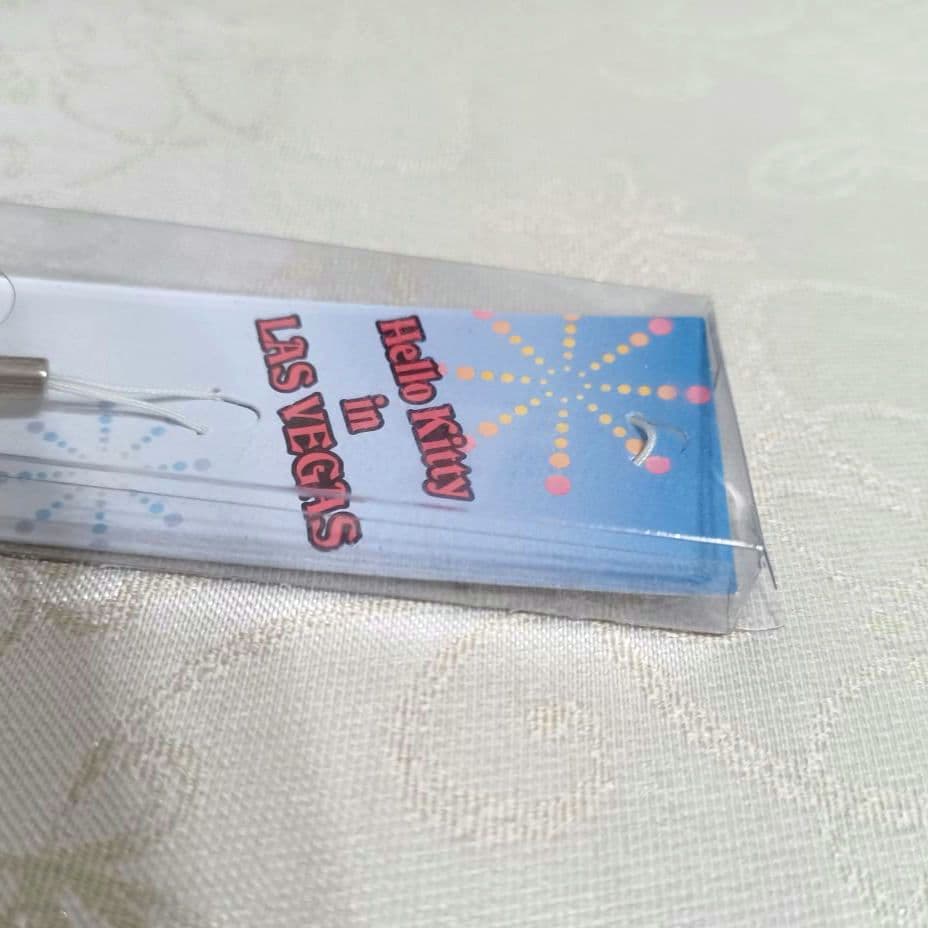 Hello Kitty
in
LAS VEGAS